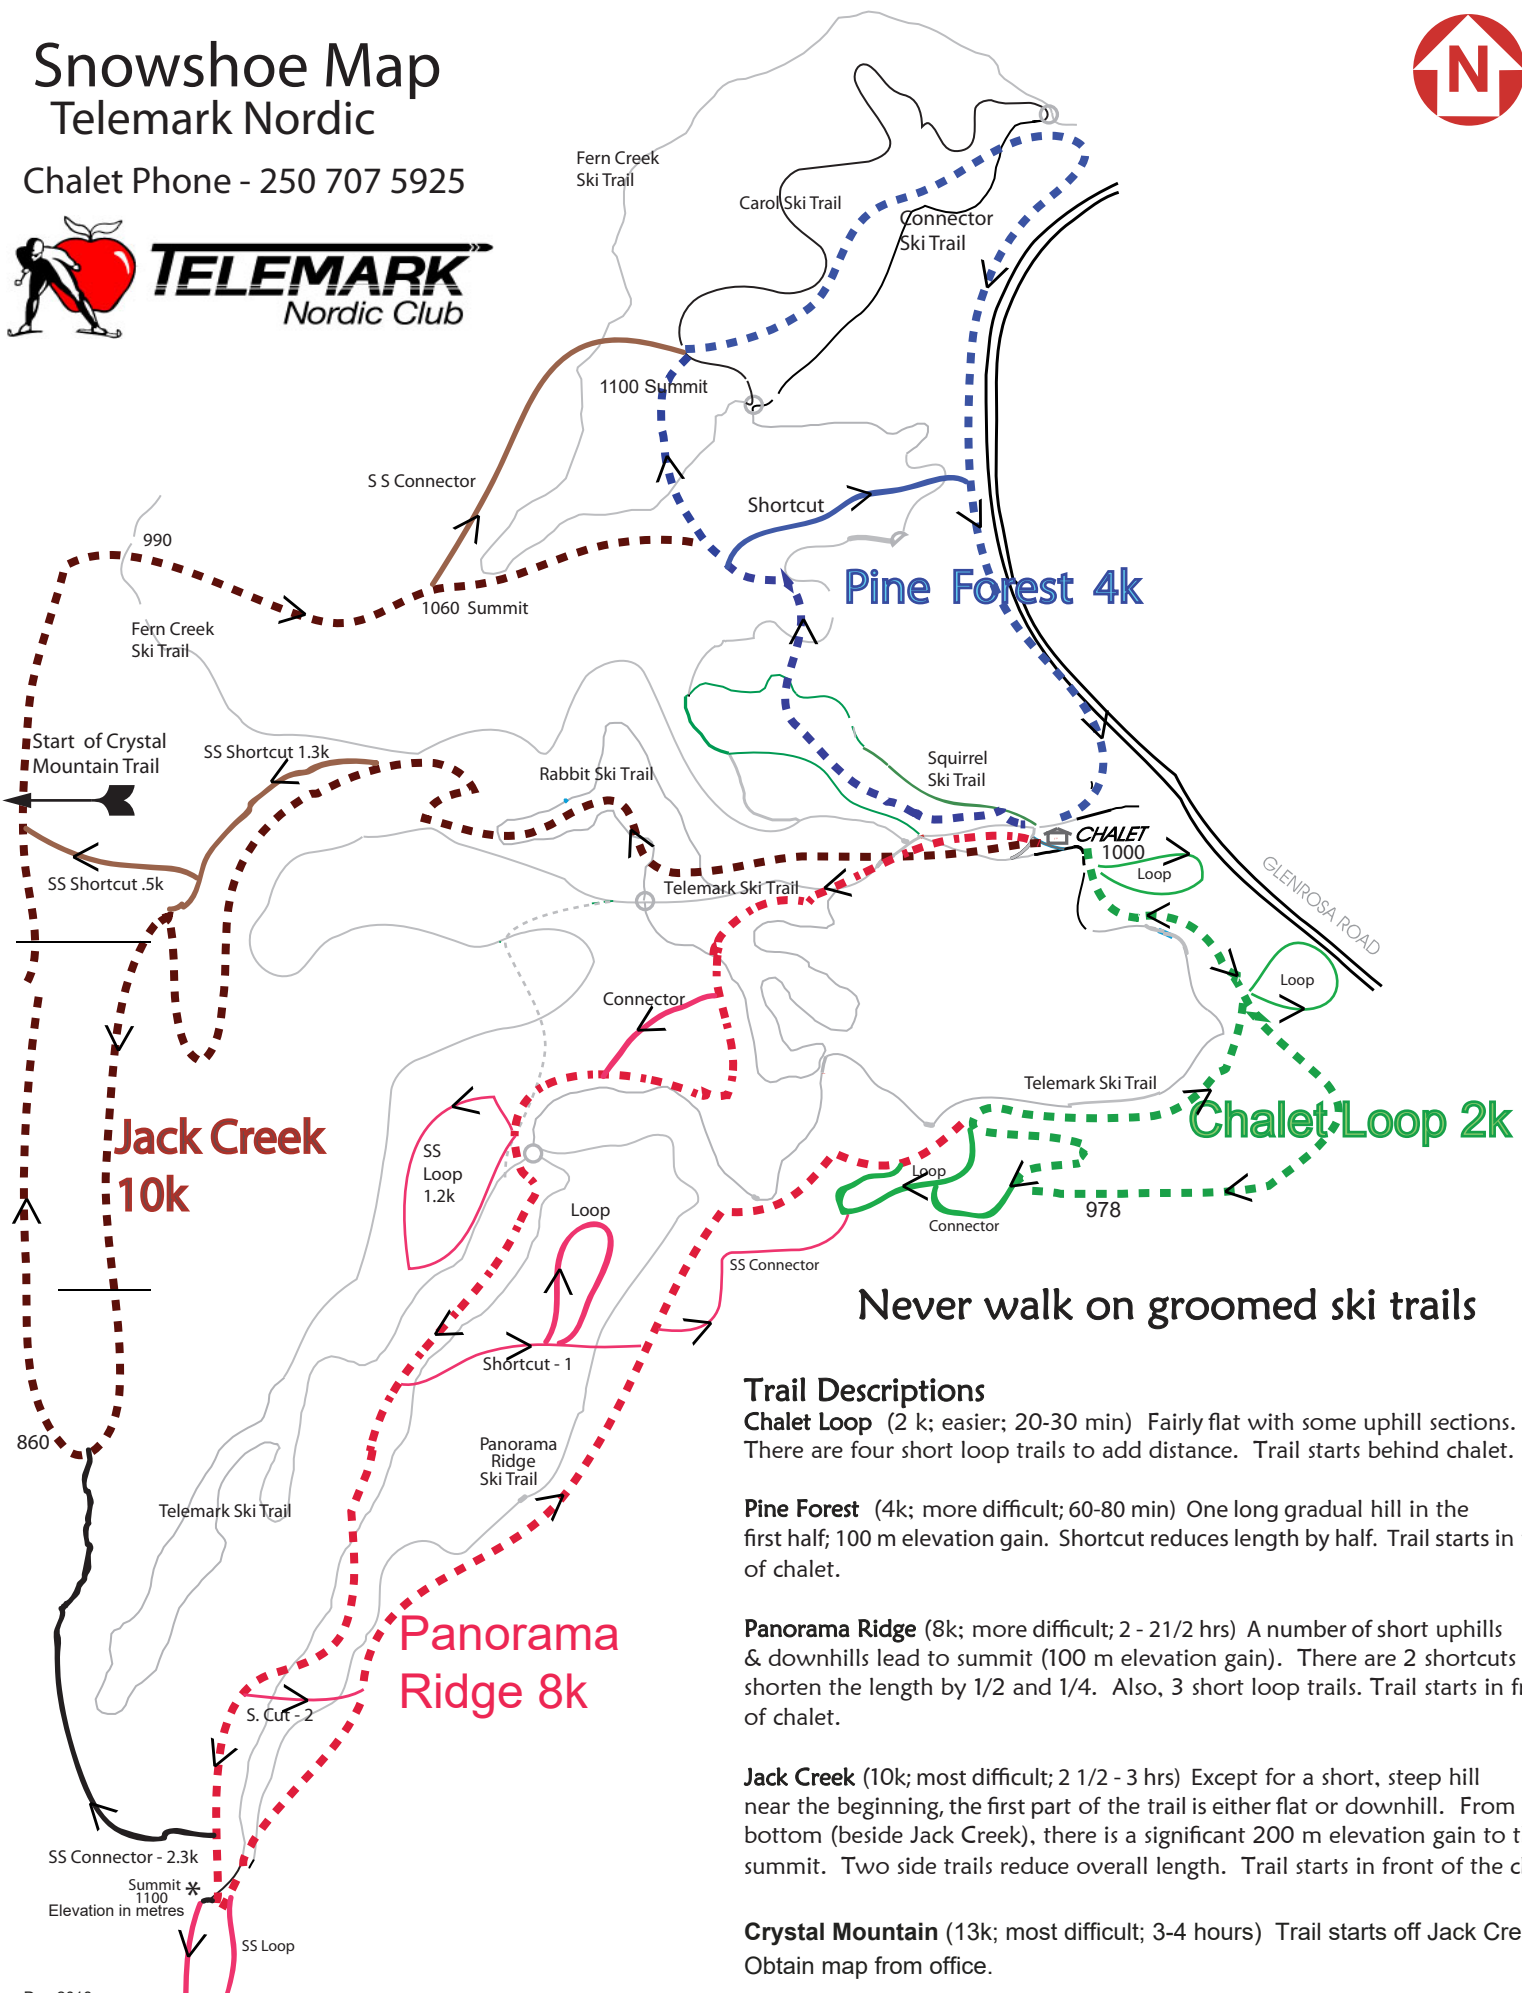 Snowshoe Map
Telemark Nordic
Chalet Phone - 250 707 5925
TELEMARK
Nordic Club
N
Fern Creek
Ski Trail
Carol Ski Trail
Connector
Ski Trail
1100 Summit
S S Connector
Shortcut
990
1060 Summit
Pine Forest 4k
Fern Creek
Ski Trail
Start of Crystal
Mountain Trail
SS Shortcut 1.3k
Rabbit Ski Trail
Squirrel
Ski Trail
CHALET
1000
Loop
GLENROSA ROAD
SS Shortcut .5k
Telemark Ski Trail
Connector
Loop
Telemark Ski Trail
Chalet Loop 2k
Jack Creek
10k
SS
Loop
1.2k
Loop
Loop
Connector
978
SS Connector
Never walk on groomed ski trails
Shortcut - 1
860
Panorama
Ridge
Ski Trail
Telemark Ski Trail
Panorama
Ridge 8k
S. Cut - 2
SS Connector - 2.3k
Summit
1100
Elevation in metres
SS Loop
Trail Descriptions
Chalet Loop (2 k; easier; 20-30 min) Fairly flat with some uphill sections.
There are four short loop trails to add distance. Trail starts behind chalet.
Pine Forest (4k; more difficult; 60-80 min) One long gradual hill in the
first half; 100 m elevation gain. Shortcut reduces length by half. Trail starts in
of chalet.
Panorama Ridge (8k; more difficult; 2 - 21/2 hrs) A number of short uphills
& downhills lead to summit (100 m elevation gain). There are 2 shortcuts
shorten the length by 1/2 and 1/4. Also, 3 short loop trails. Trail starts in
of chalet.
Jack Creek (10k; most difficult; 2 1/2 - 3 hrs) Except for a short, steep hill
near the beginning, the first part of the trail is either flat or downhill. From
bottom (beside Jack Creek), there is a significant 200 m elevation gain to
summit. Two side trails reduce overall length. Trail starts in front of the
Crystal Mountain (13k; most difficult; 3-4 hours) Trail starts off Jack
Obtain map from office.